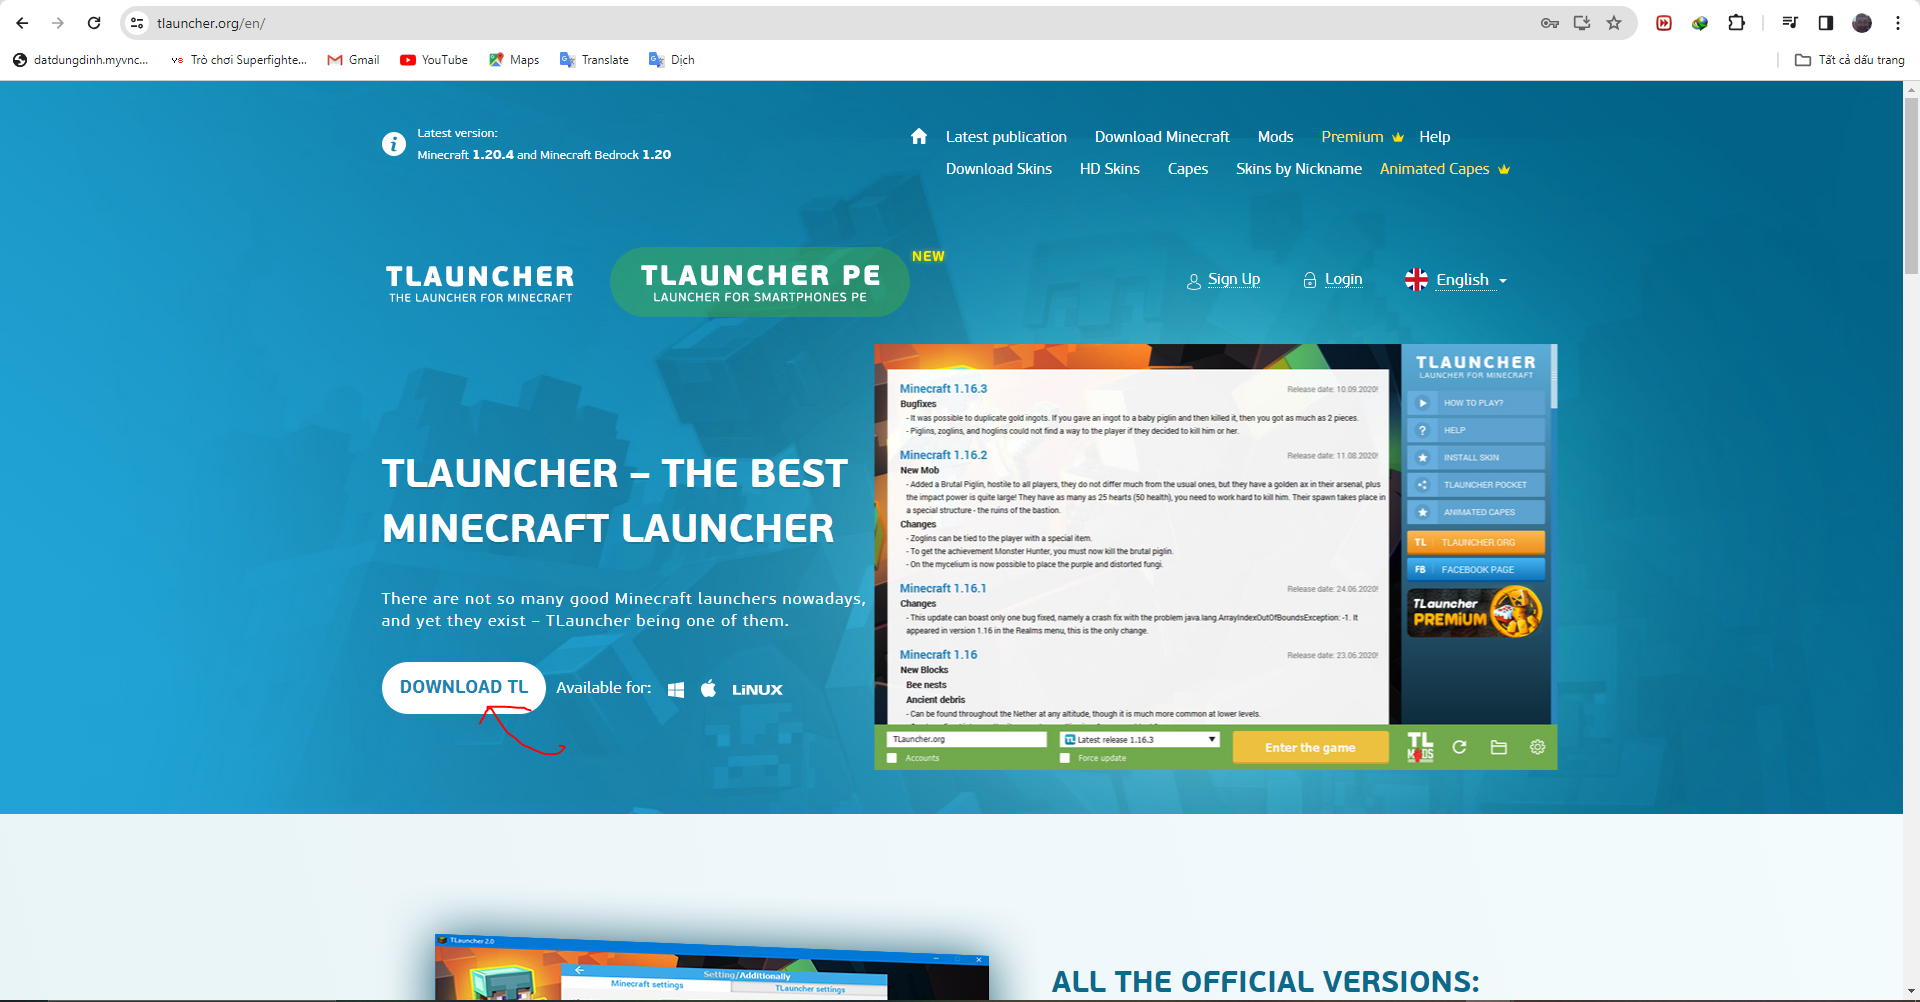 tlauncher.org/en/
datdungdinh.myvnc...
Trò chơi Superfighte...
Gmail
YouTube
Maps
Translate
Dịch
Tất cả dấu trang
Latest version:
Minecraft 1.20.4 and Minecraft Bedrock 1.20
Latest publication
Download Minecraft
Mods
Premium
Help
Download Skins
HD Skins
Capes
Skins by Nickname
Animated Capes
TLAUNCHER
THE LAUNCHER FOR MINECRAFT
TLAUNCHER PE
LAUNCHER FOR SMARTPHONES PE
NEW
Sign Up
Login
English
TLAUNCHER – THE BEST
MINECRAFT LAUNCHER
There are not so many good Minecraft launchers nowadays,
and yet they exist – TLauncher being one of them.
DOWNLOAD TL
Available for:
LiNUX
Minecraft 1.16.3
Release date: 10.09.2020!
Bugfixes
- It was possible to duplicate gold ingots. If you gave an ingot to a baby piglin and then killed it, then you got as much as 2 pieces.
- Piglins, zoglins, and hoglins could not find a way to the player if they decided to kill him or her.
Minecraft 1.16.2
Release date: 11.08.2020!
New Mob
- Added a Brutal Piglin, hostile to all players, they do not differ much from the usual ones, but they have a golden ax in their arsenal, plus
the impact power is quite large! They have as many as 25 hearts (50 health), you need to work hard to kill him. Their spawn takes place in
a special structure - the ruins of the bastion.
Changes
- Zoglins can be tied to the player with a special item.
- To get the achievement Monster Hunter, you must now kill the brutal piglin.
- On the mycelium is now possible to place the purple and distorted fungi.
Minecraft 1.16.1
Release date: 24.06.2020!
Changes
- This update can boast only one bug fixed, namely a crash fix with the problem java.lang.ArrayIndexOutOfBoundsException: -1. It
appeared in version 1.16 in the Realms menu, this is the only change.
Minecraft 1.16
Release date: 23.06.2020!
New Blocks
Bee nests
Ancient debris
- Can be found throughout the Nether at any altitude, though it is much more common at lower levels.
TLAUNCHER
LAUNCHER FOR MINECRAFT
HOW TO PLAY?
HELP
INSTALL SKIN
TLAUNCHER POCKET
ANIMATED CAPES
TL TLAUNCHER.ORG
FB FACEBOOK PAGE
TLauncher
PREMIUM
TLauncher.org
Accounts
TL Latest release 1.16.3
Force update
Enter the game
TL
MODS
TLauncher 2.0
Setting/Additionally
Minecraft settings
TLauncher settings
ALL THE OFFICIAL VERSIONS: